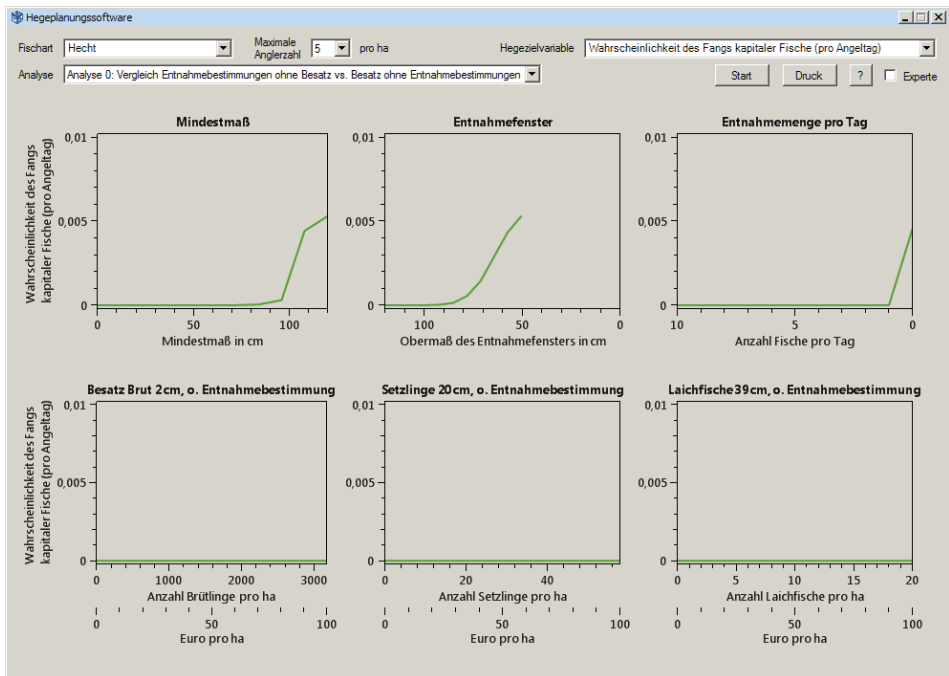 Hegeplanungssoftware
Fischart Hecht Maximale Anglerzahl 5 pro ha Hegezielvariable Wahrscheinlichkeit des Fangs kapitaler Fische (pro Angeltag)
Analyse Analyse 0: Vergleich Entnahmebestimmungen ohne Besatz vs. Besatz ohne Entnahmebestimmungen Start Druck ? Experte
Mindestmaß
Wahrscheinlichkeit des Fangs
kapitaler Fische (pro Angeltag)
0,01
0,005
0
0 50 100
Mindestmaß in cm
Entnahmefenster
0,01
0,005
0
100 50 0
Obermaß des Entnahmefensters in cm
Entnahmemenge pro Tag
0,01
0,005
0
10 5 0
Anzahl Fische pro Tag
Besatz Brut 2cm, o. Entnahmebestimmung
Wahrscheinlichkeit des Fangs
kapitaler Fische (pro Angeltag)
0,01
0,005
0
0 1000 2000 3000
Anzahl Brütlinge pro ha
0 50 100
Euro pro ha
Setzlinge 20cm, o. Entnahmebestimmung
0,01
0,005
0
0 20 40
Anzahl Setzlinge pro ha
0 50 100
Euro pro ha
Laichfische 39cm, o. Entnahmebestimmung
0,01
0,005
0
0 5 10 15 20
Anzahl Laichfische pro ha
0 50 100
Euro pro ha